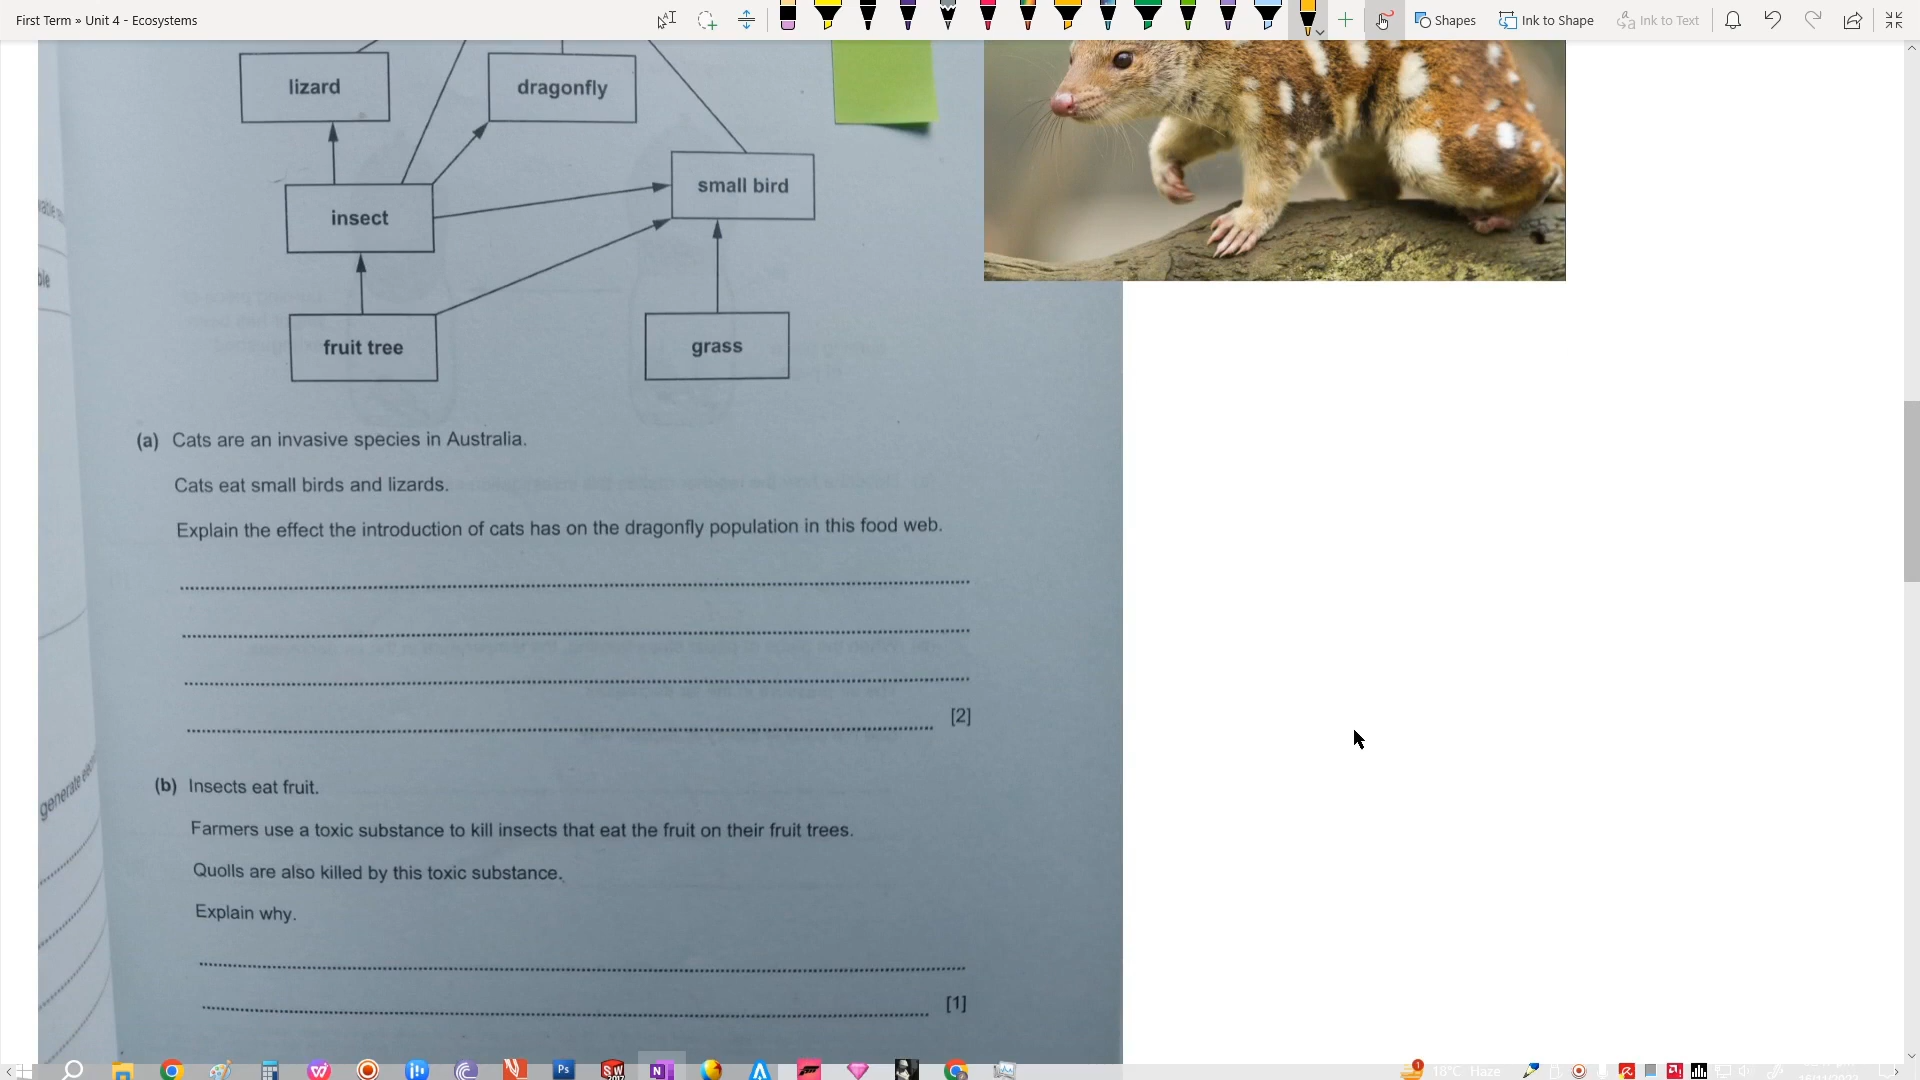 First Term » Unit 4 - Ecosystems
Shapes
Ink to Shape
Ink to Text
lizard
dragonfly
small bird
insect
fruit tree
grass
(a) Cats are an invasive species in Australia.
Cats eat small birds and lizards.
Explain the effect the introduction of cats has on the dragonfly population in this food web.
[2]
(b) Insects eat fruit.
Farmers use a toxic substance to kill insects that eat the fruit on their fruit trees.
Quolls are also killed by this toxic substance.
Explain why.
[1]
generate
18°C Haze